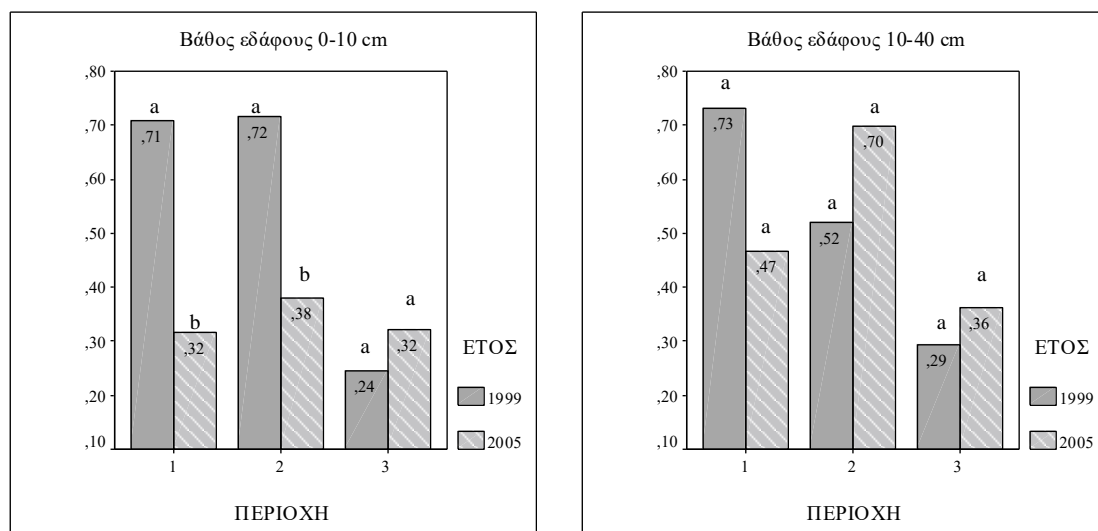 Βάθος εδάφους 0-10 cm
,80
,70
,60
,50
,40
,30
,20
,10
a
,71
b
,32
a
,72
b
,38
a
,24
a
,32
1
2
3
ΠΕΡΙΟΧΗ
ΕΤΟΣ
1999
2005
Βάθος εδάφους 10-40 cm
,80
,70
,60
,50
,40
,30
,20
,10
a
,73
a
,47
a
,52
a
,70
a
,29
a
,36
1
2
3
ΠΕΡΙΟΧΗ
ΕΤΟΣ
1999
2005